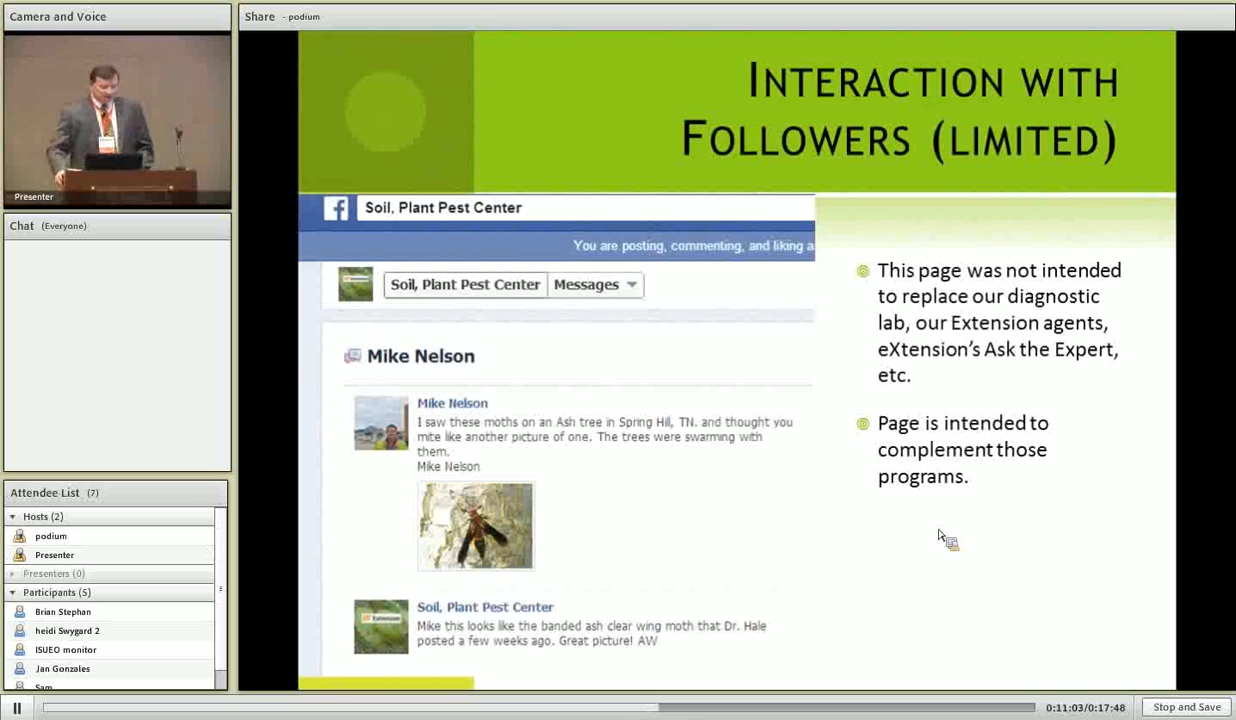 Camera and Voice
Presenter
Chat (Everyone)
Attendee List (7)
Hosts (2)
podium
Presenter
Presenters (0)
Participants (5)
Brian Stephan
heidi Swygard 2
ISUEO monitor
Jan Gonzales
Sam
Share - podium
INTERACTION WITH
FOLLOWERS (LIMITED)
Soil, Plant Pest Center
You are posting, commenting, and liking a
Soil, Plant Pest Center Messages
Mike Nelson
Mike Nelson
I saw these moths on an Ash tree in Spring Hill, TN. and thought you
mite like another picture of one. The trees were swarming with
them.
Mike Nelson
Extension
Soil, Plant Pest Center
Mike this looks like the banded ash clear wing moth that Dr. Hale
posted a few weeks ago. Great picture! AW
This page was not intended
to replace our diagnostic
lab, our Extension agents,
eXtension's Ask the Expert,
etc.
Page is intended to
complement those
programs.
0:11:03/0:17:48
Stop and Save